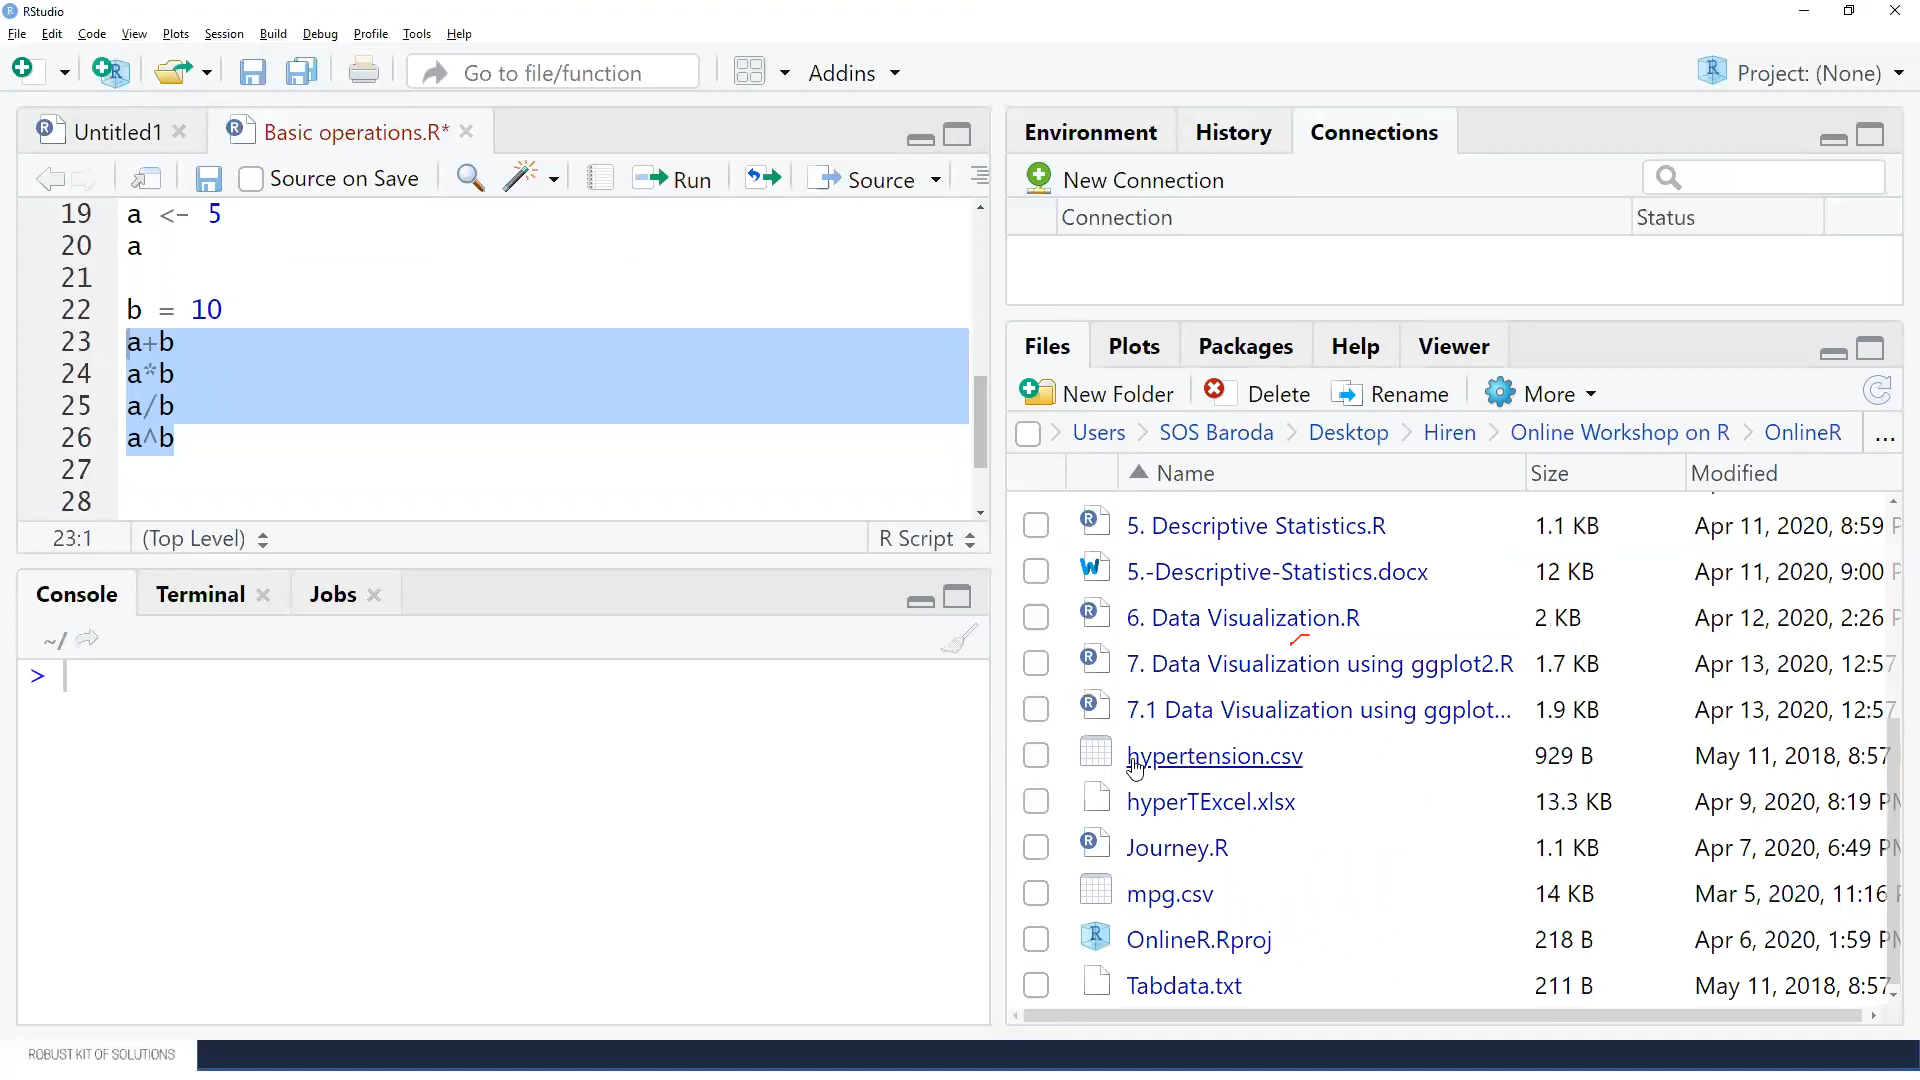 RStudio
File Edit Code View Plots Session Build Debug Profile Tools Help
Go to file/function Addins Project: (None)
Untitled1 Basic operations.R*
Source on Save Run Source
19 a <- 5
20 a
21
22 b = 10
23 a+b
24 a*b
25 a/b
26 a^b
27
28
23:1 (Top Level) R Script
Console Terminal Jobs
~/
>
Environment History Connections
New Connection
Connection Status
Files Plots Packages Help Viewer
New Folder Delete Rename More
Users SOS Baroda Desktop Hiren Online Workshop on R OnlineR ...
Name Size Modified
5. Descriptive Statistics.R 1.1 KB Apr 11, 2020, 8:59 P
5.-Descriptive-Statistics.docx 12 KB Apr 11, 2020, 9:00 P
6. Data Visualization.R 2 KB Apr 12, 2020, 2:26 P
7. Data Visualization using ggplot2.R 1.7 KB Apr 13, 2020, 12:57
7.1 Data Visualization using ggplot... 1.9 KB Apr 13, 2020, 12:57
hypertension.csv 929 B May 11, 2018, 8:57
hyperTExcel.xlsx 13.3 KB Apr 9, 2020, 8:19 PM
Journey.R 1.1 KB Apr 7, 2020, 6:49 PM
mpg.csv 14 KB Mar 5, 2020, 11:16
OnlineR.Rproj 218 B Apr 6, 2020, 1:59 PM
Tabdata.txt 211 B May 11, 2018, 8:57
ROBUST KIT OF SOLUTIONS